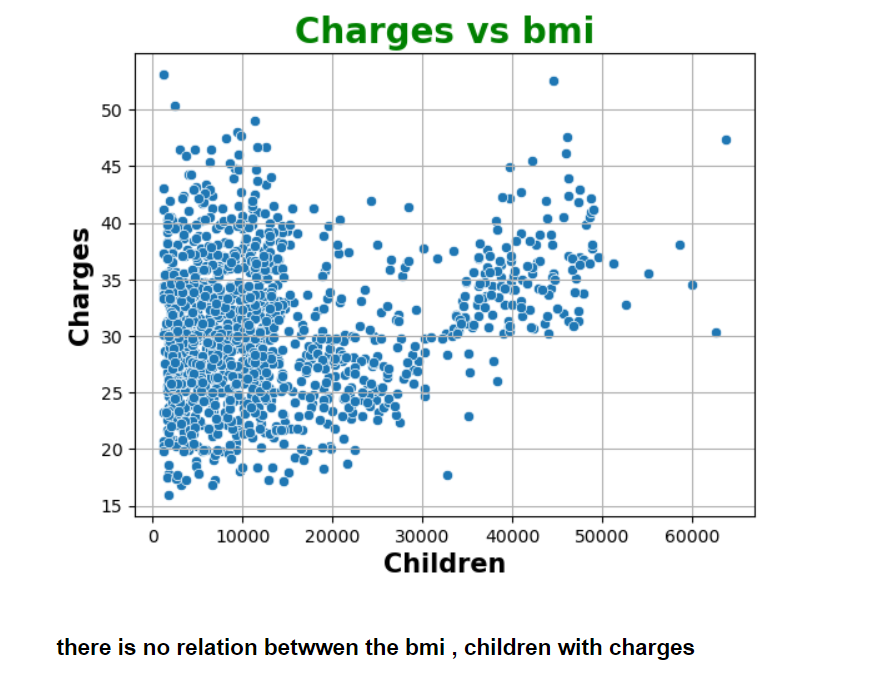 Charges vs bmi
50
45
40
35
30
25
20
15
Charges
0 10000 20000 30000 40000 50000 60000
Children
there is no relation betwwen the bmi , children with charges